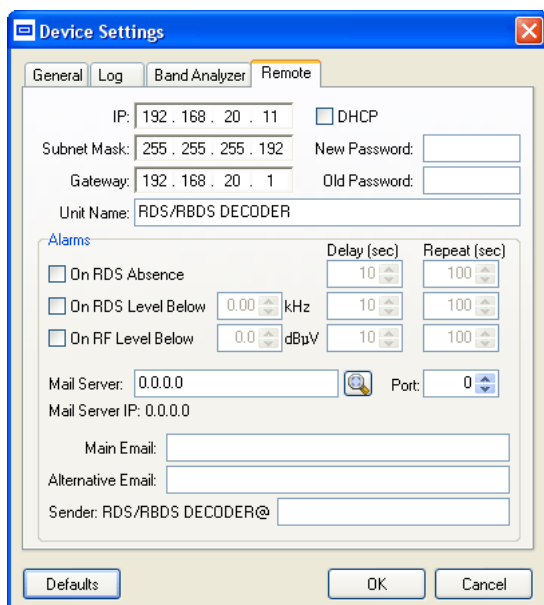 Device Settings
General Log Band Analyzer Remote
IP: 192 . 168 . 20 . 11 DHCP
Subnet Mask: 255 . 255 . 255 . 192 New Password:
Gateway: 192 . 168 . 20 . 1 Old Password:
Unit Name: RDS/RBDS DECODER
Alarms
Delay (sec) Repeat (sec)
On RDS Absence 10 100
On RDS Level Below 0.00 kHz 10 100
On RF Level Below 0.0 dBµV 10 100
Mail Server: 0.0.0.0 Port: 0
Mail Server IP: 0.0.0.0
Main Email:
Alternative Email:
Sender: RDS/RBDS DECODER@
Defaults OK Cancel